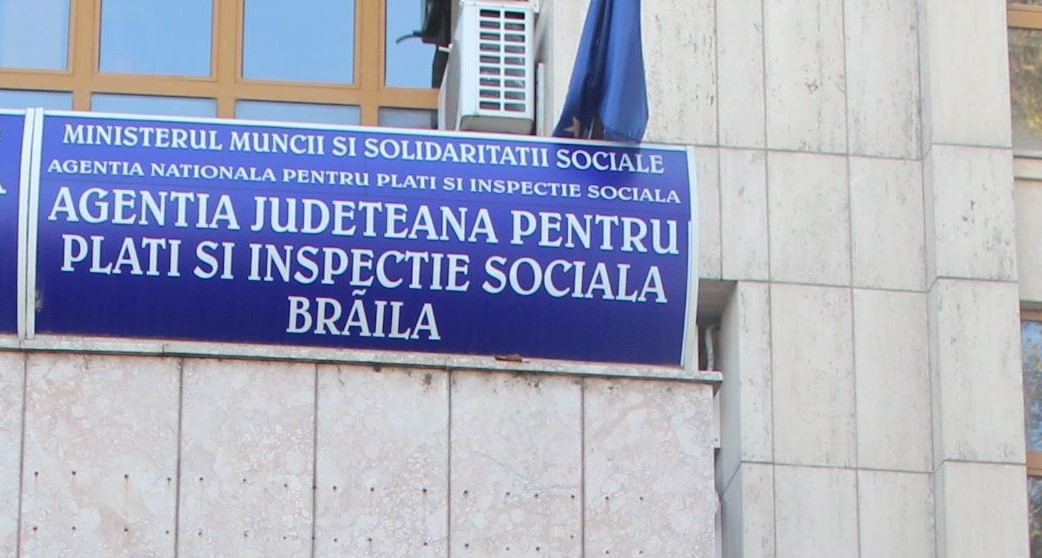 MINISTERUL MUNCII SI SOLIDARITATII SOCIALE
AGENTIA NATIONALA PENTRU PLATI SI INSPECTIE SOCIALA
AGENTIA JUDETEANA PENTRU
PLATI SI INSPECTIE SOCIALA
BRÃILA